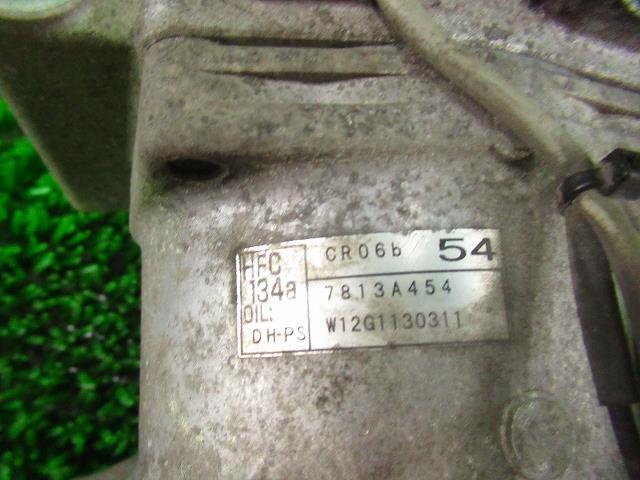 HFC
134a
OIL:
DH-PS
CR06b 54
7813A454
W12G1130311